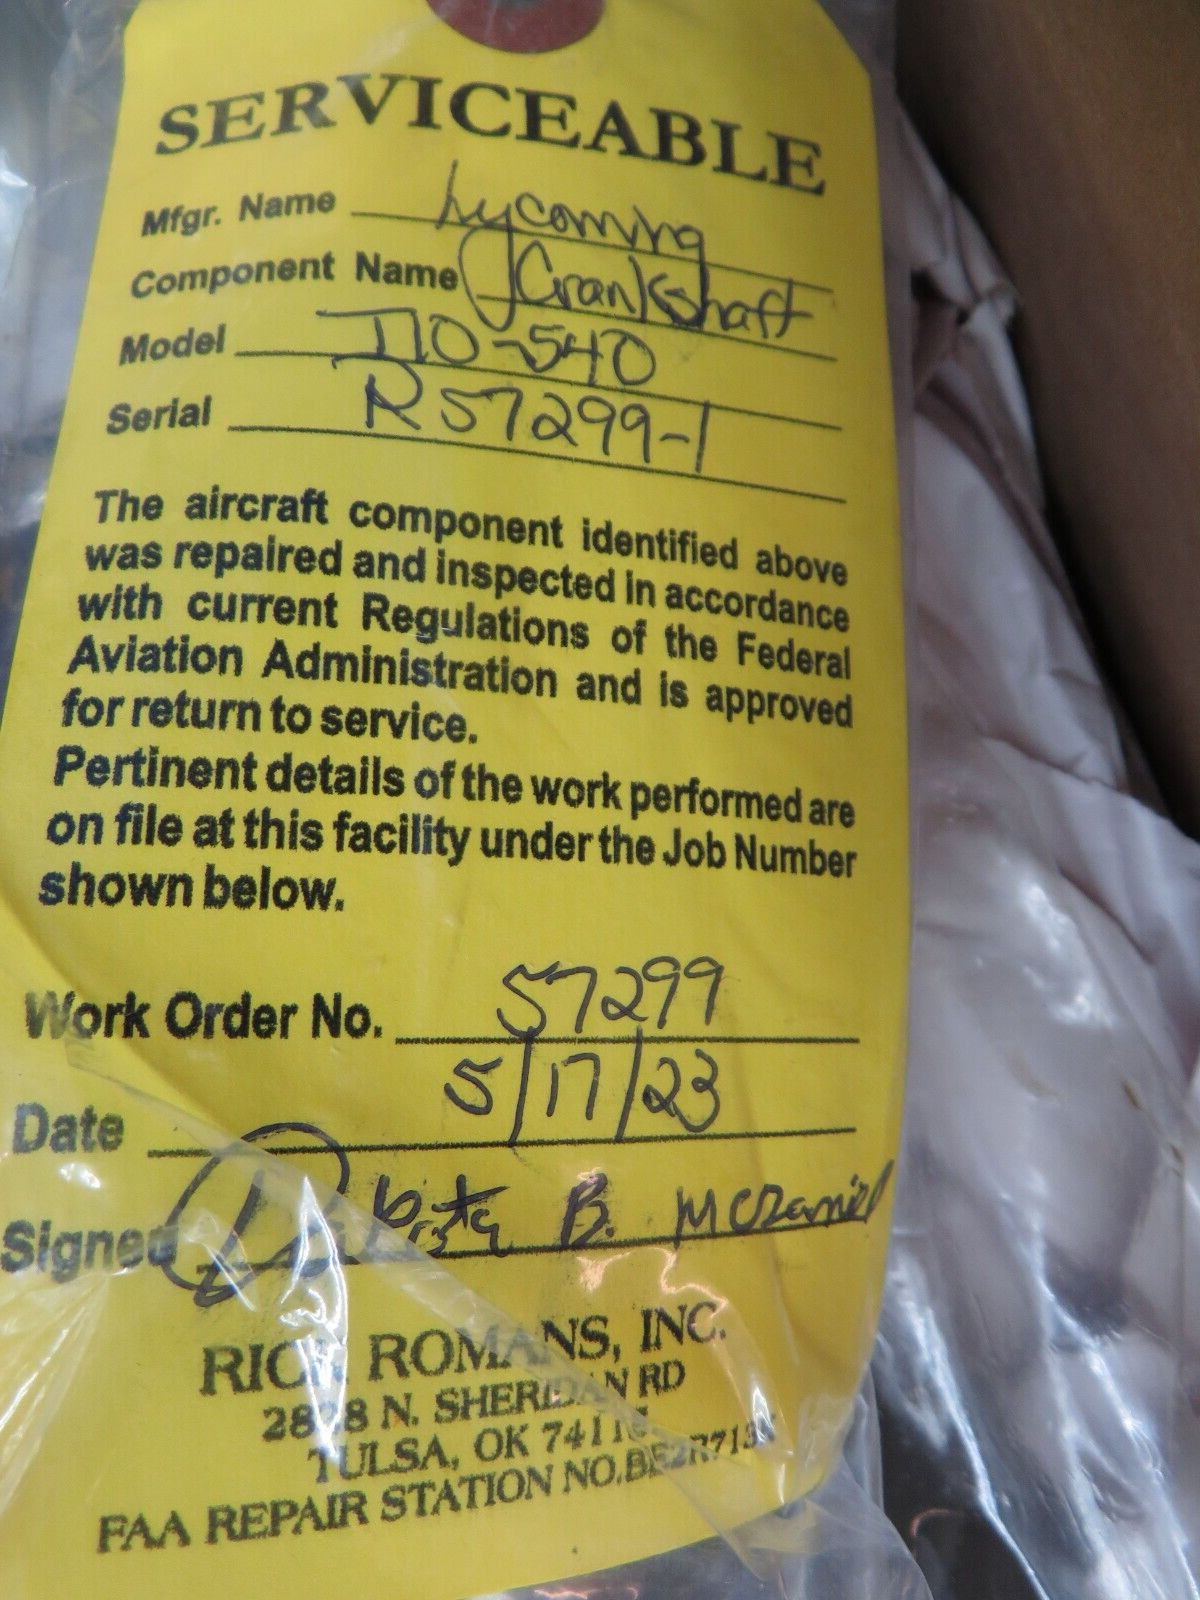 SERVICEABLE
Mfgr. Name Lycoming
Component Name Crankshaft
Model IO-540
Serial R57299-1
The aircraft component identified above
was repaired and inspected in accordance
with current Regulations of the Federal
Aviation Administration and is approved
for return to service.
Pertinent details of the work performed are
on file at this facility under the Job Number
shown below.
Work Order No. 57299
Date 5/17/23
Signed B. McDaniel
RICK ROMANS, INC.
N. SHERIDAN RD
TULSA, OK
FAA REPAIR STATION NO.